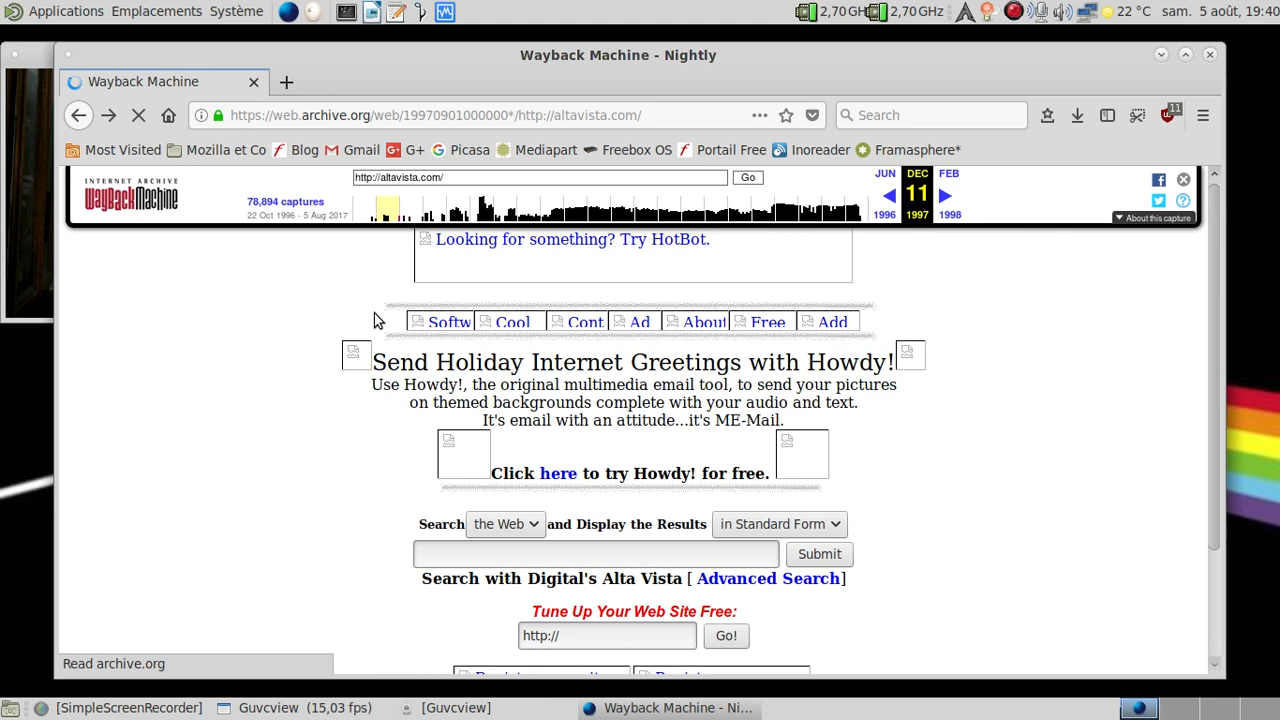 Applications Emplacements Système 2,70 GH 2,70 GHz 22 °C sam. 5 août, 19:40
Wayback Machine - Nightly
Wayback Machine
https://web.archive.org/web/19970901000000*/http://altavista.com/ Search 11
Most Visited Mozilla et Co Blog Gmail G+ Picasa Mediapart Freebox OS Portail Free Inoreader Framasphere*
INTERNET ARCHIVE
WayBackMachine
http://altavista.com/ Go
78,894 captures
22 Oct 1996 - 5 Aug 2017
JUN DEC FEB
11
1996 1997 1998
About this capture
Looking for something? Try HotBot.
Softw Cool Cont Ad About Free Add
Send Holiday Internet Greetings with Howdy!
Use Howdy!, the original multimedia email tool, to send your pictures
on themed backgrounds complete with your audio and text.
It's email with an attitude...it's ME-Mail.
Click here to try Howdy! for free.
Search the Web and Display the Results in Standard Form
Submit
Search with Digital's Alta Vista [ Advanced Search]
Tune Up Your Web Site Free:
http:// Go!
Read archive.org
[SimpleScreenRecorder] Guvcview (15,03 fps) [Guvcview] Wayback Machine - Ni...